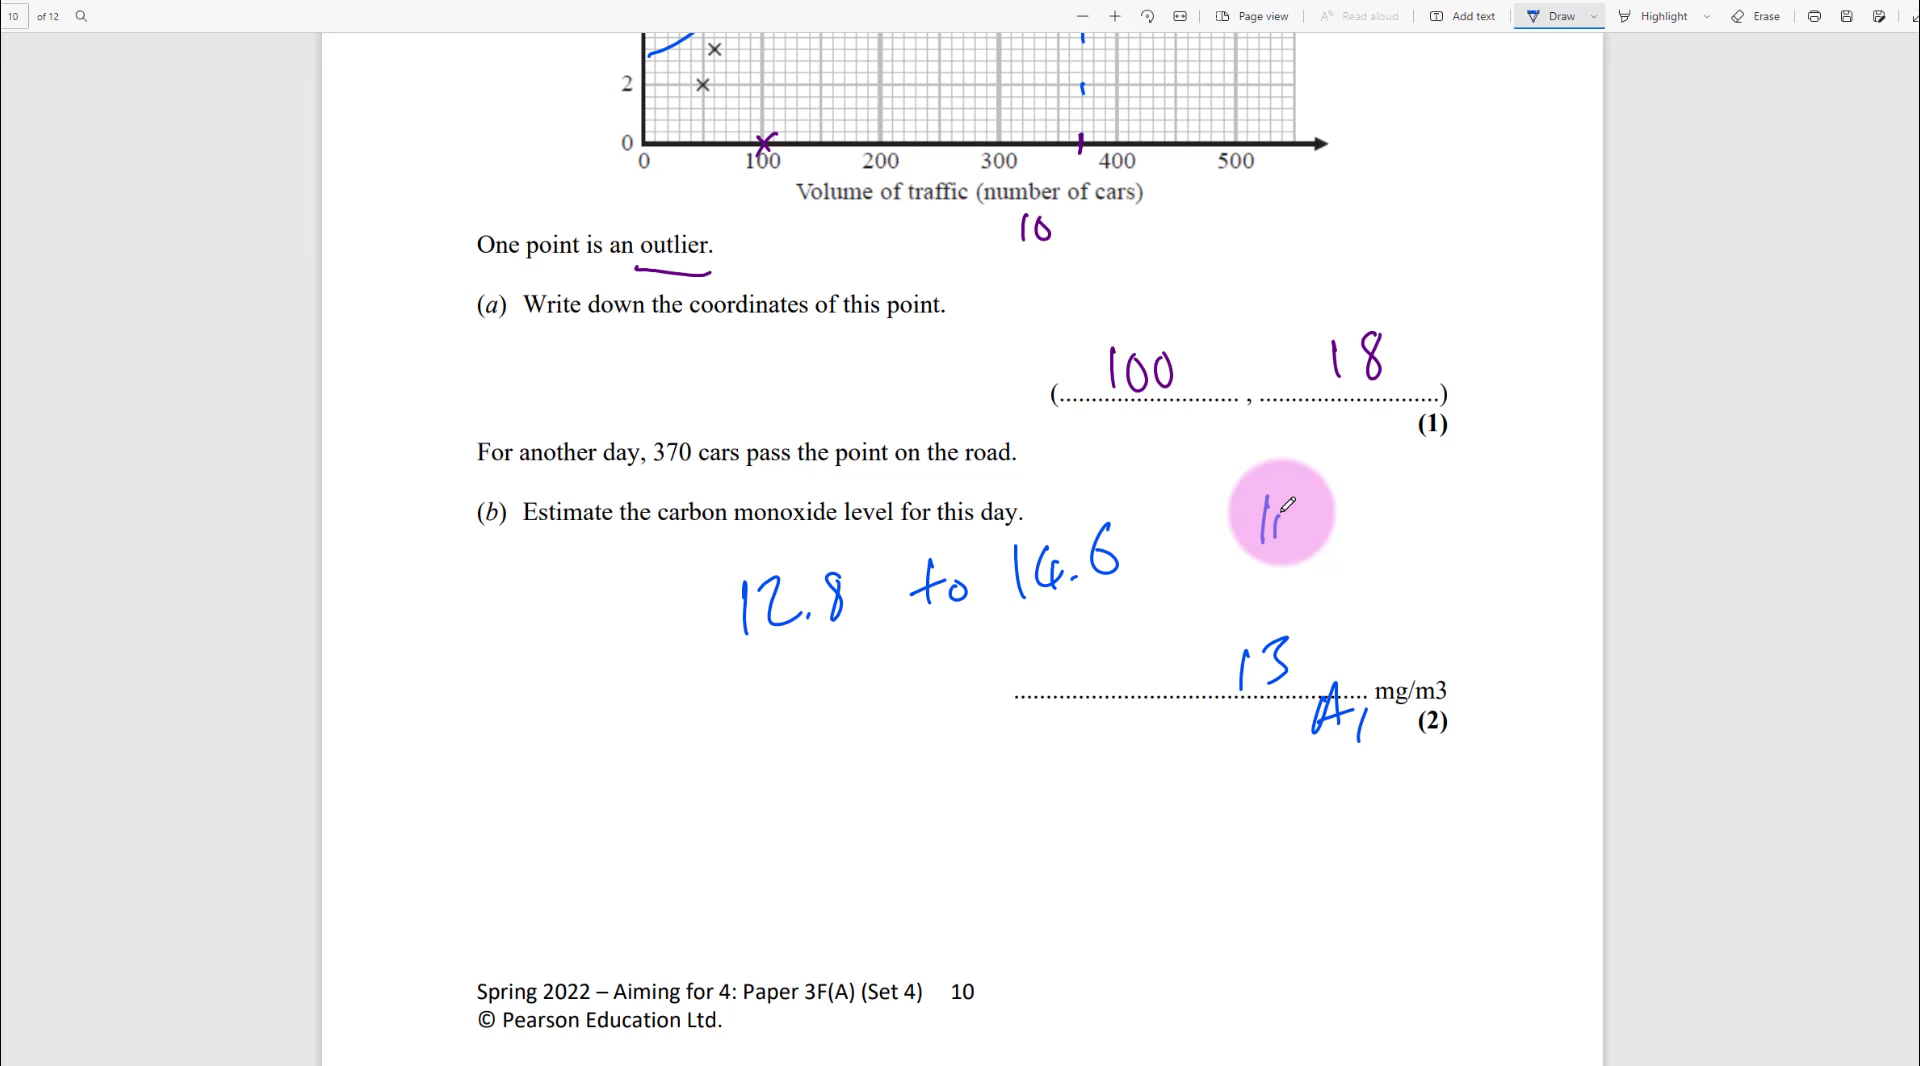 10 of 12 Page view Read aloud Add text Draw Highlight Erase
2
0
0 100 200 300 400 500
Volume of traffic (number of cars)
10
One point is an outlier.
(a) Write down the coordinates of this point.
100 18
(.............................. , ..............................)
(1)
For another day, 370 cars pass the point on the road.
(b) Estimate the carbon monoxide level for this day.
12.8 to 14.6
13
.............................................................. mg/m3
A1 (2)
Spring 2022 – Aiming for 4: Paper 3F(A) (Set 4) 10
© Pearson Education Ltd.